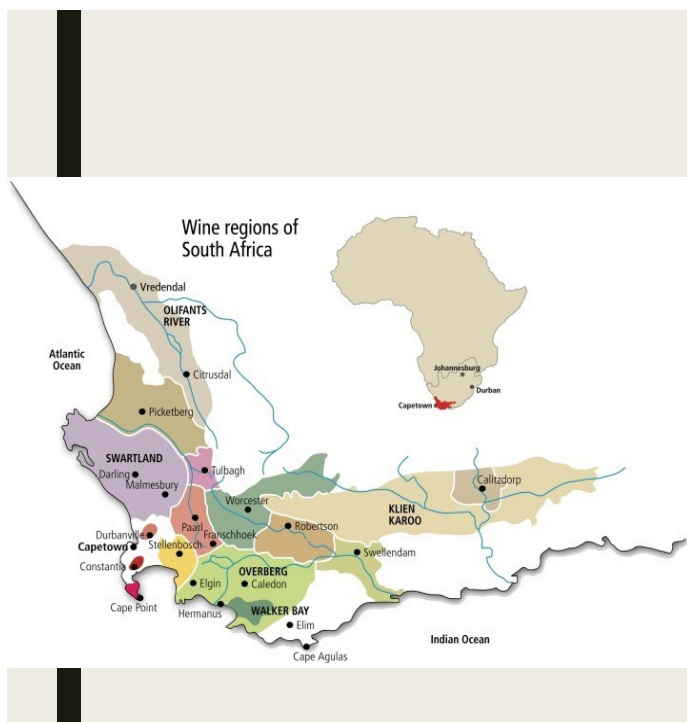 Wine regions of
South Africa
Vredendal
OLIFANTS
RIVER
Atlantic
Ocean
Johannesburg
Durban
Capetown
Citrusdal
Picketberg
SWARTLAND
Darling
Malmesbury
Tulbagh
Calitzdorp
Worcester
KLIEN
KAROO
Paarl
Robertson
Durbanville
Franschhoek
Capetown
Stellenbosch
Swellendam
Constantia
OVERBERG
Elgin
Caledon
Cape Point
Hermanus
WALKER BAY
Elim
Indian Ocean
Cape Agulas